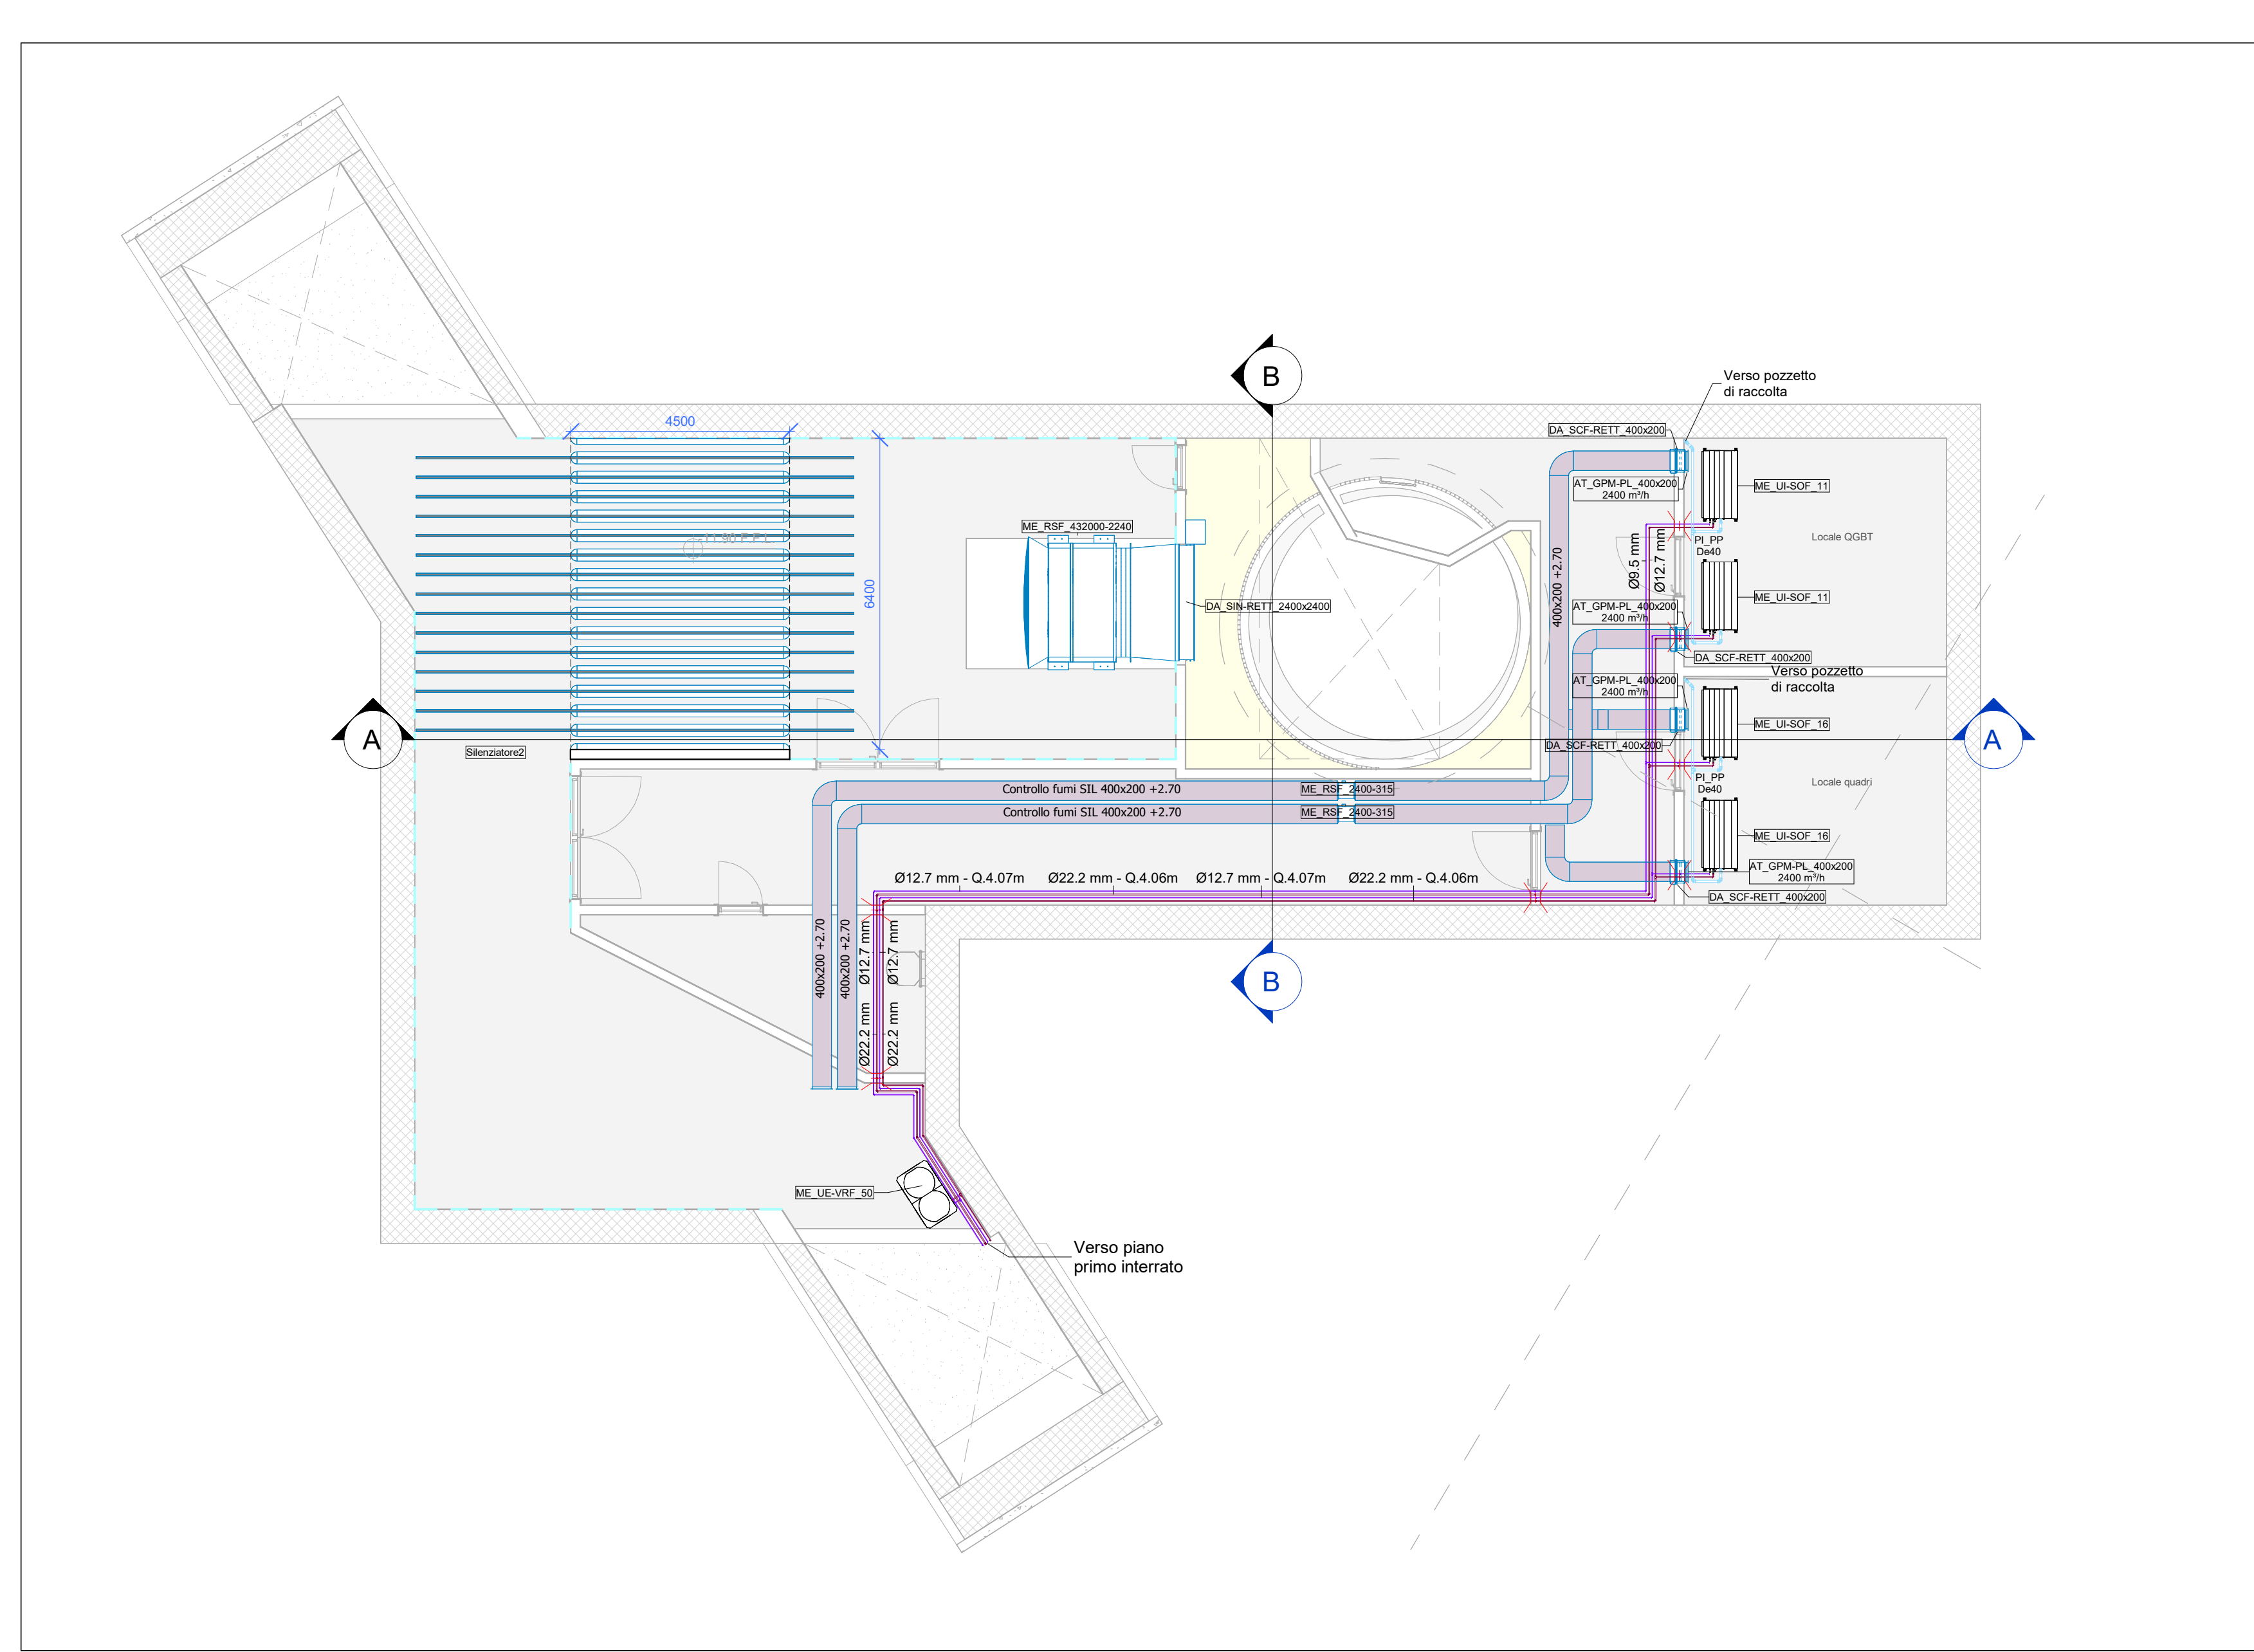 B
Verso pozzetto
di raccolta
4500
DA_SCF-RETT_400x200
AT_GPM-PL_400x200
2400 m³/h
ME_UI-SOF_11
ME_RSF_432000-2240
Locale QGBT
PI_PP
De40
Ø9.5 mm
Ø12.7 mm
400x200 +2.70
6400
ME_UI-SOF_11
DA_SIN-RETT_2400x2400
AT_GPM-PL_400x200
2400 m³/h
DA_SCF-RETT_400x200
Verso pozzetto
di raccolta
AT_GPM-PL_400x200
2400 m³/h
ME_UI-SOF_16
A
A
DA_SCF-RETT_400x200
Silenziatore2
PI_PP
De40
Locale quadri
Controllo fumi SIL 400x200 +2.70
ME_RSF_2400-315
Controllo fumi SIL 400x200 +2.70
ME_RSF_2400-315
ME_UI-SOF_16
AT_GPM-PL_400x200
2400 m³/h
DA_SCF-RETT_400x200
Ø12.7 mm - Q.4.07m
Ø22.2 mm - Q.4.06m
Ø12.7 mm - Q.4.07m
Ø22.2 mm - Q.4.06m
400x200 +2.70
400x200 +2.70
Ø12.7 mm
Ø12.7 mm
Ø22.2 mm
Ø22.2 mm
B
ME_UE-VRF_50
Verso piano
primo interrato